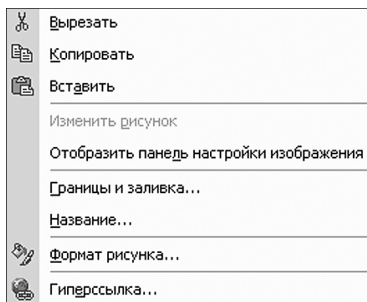 Вырезать
Копировать
Вставить
Изменить рисунок
Отобразить панель настройки изображения
Границы и заливка...
Название...
Формат рисунка...
Гиперссылка...